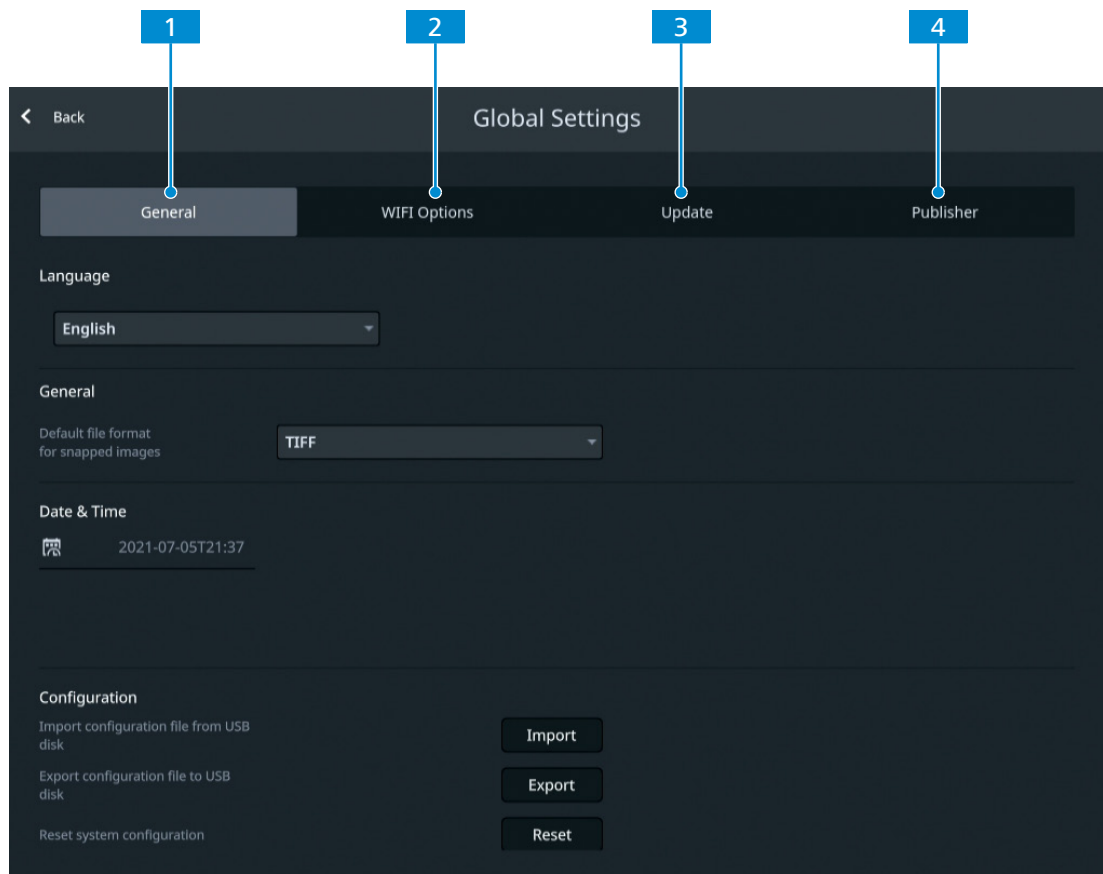 1 2 3 4
Back Global Settings
General WIFI Options Update Publisher
Language
English
General
Default file format
for snapped images
TIFF
Date & Time
2021-07-05T21:37
Configuration
Import configuration file from USB
disk
Import
Export configuration file to USB
disk
Export
Reset system configuration
Reset